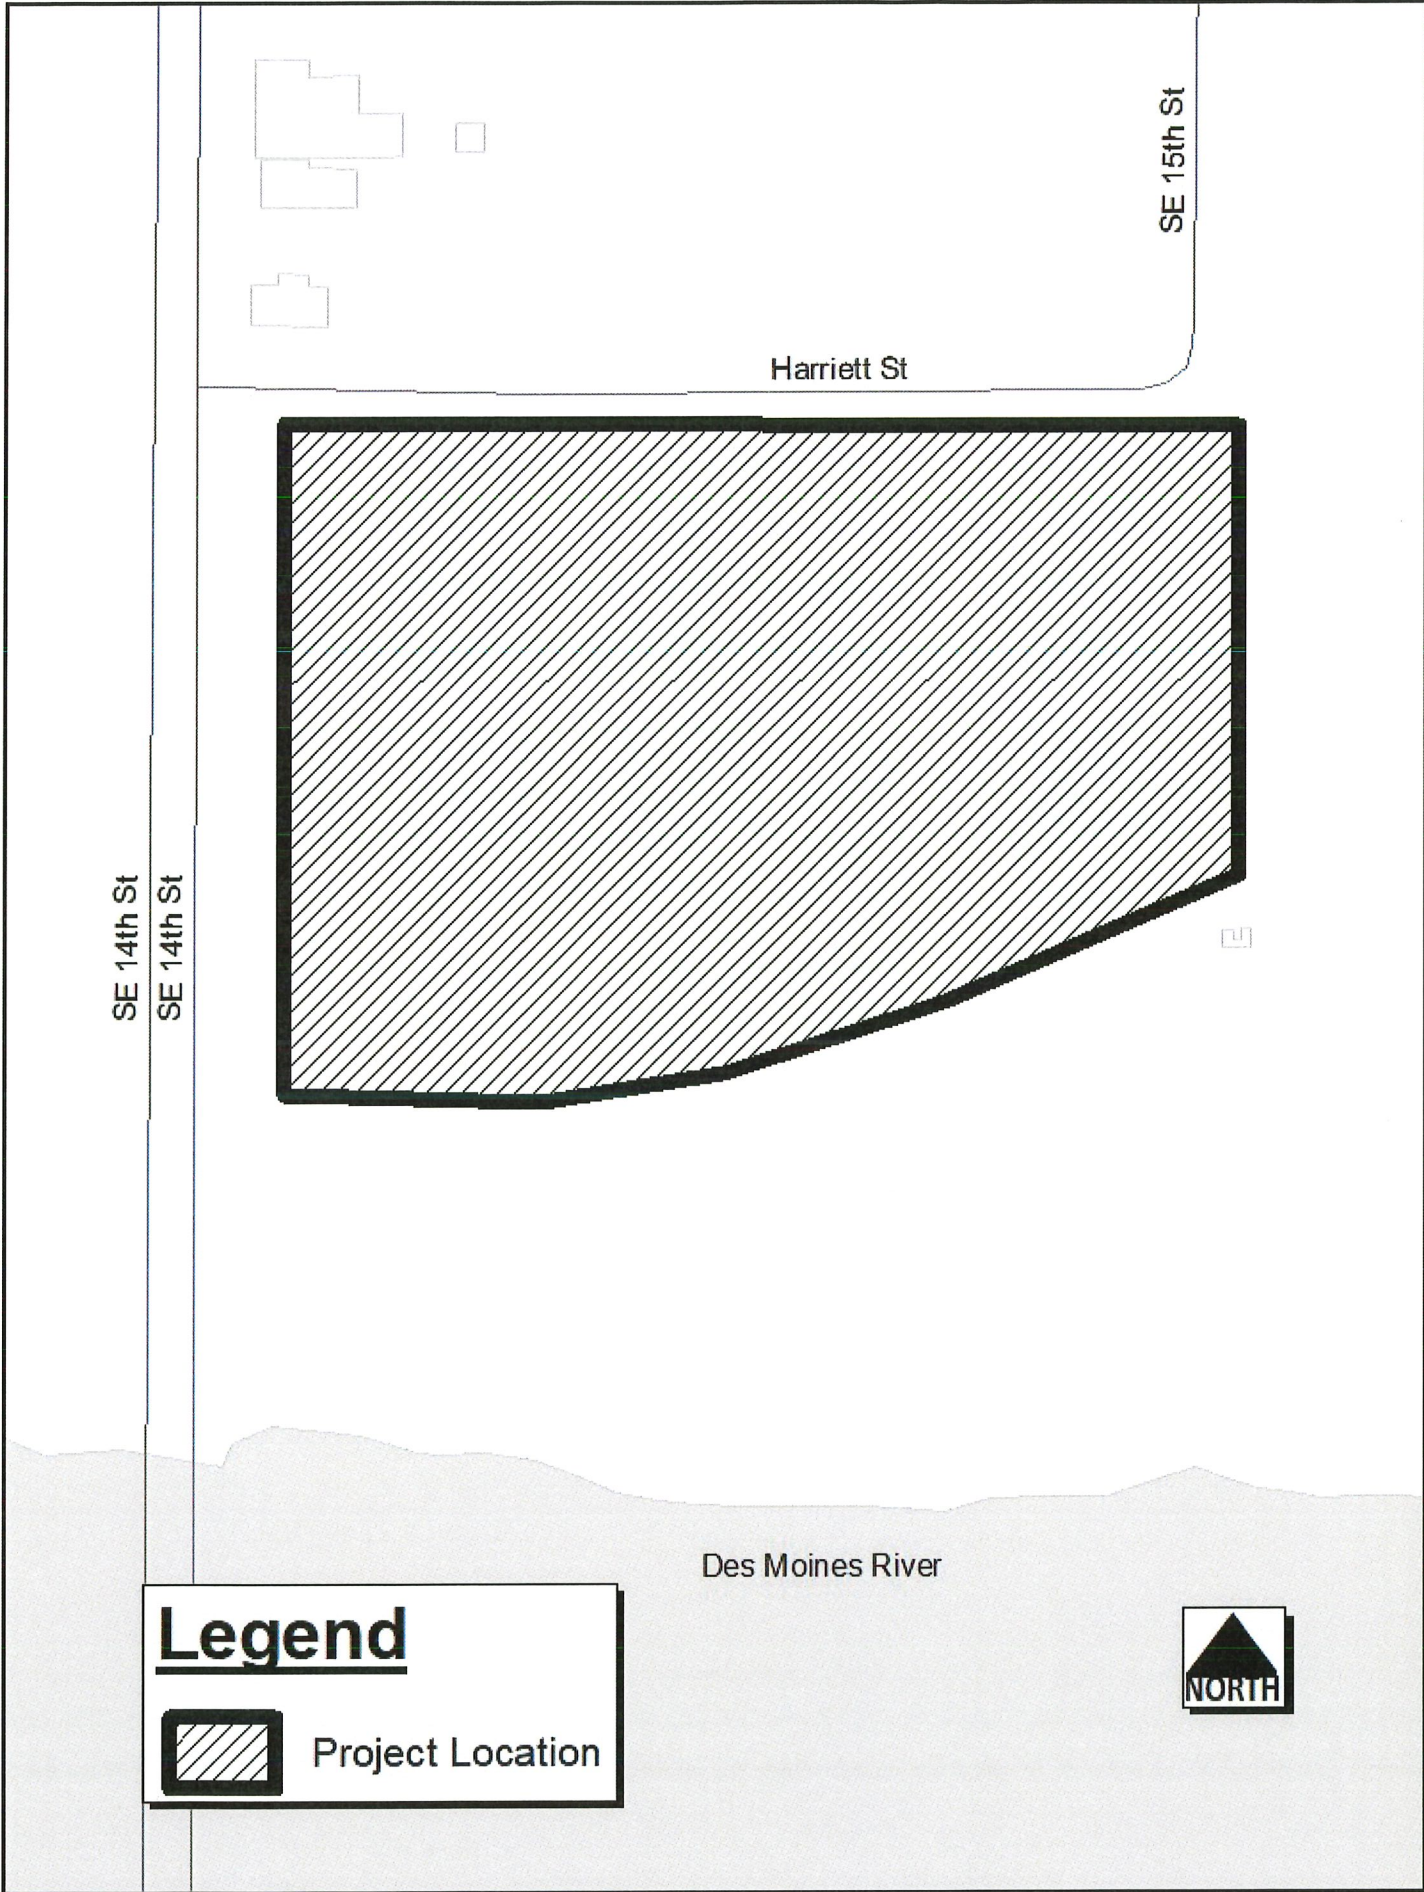 SE 15th St
Harriett St
SE 14th St
SE 14th St
Des Moines River
Legend
Project Location
NORTH